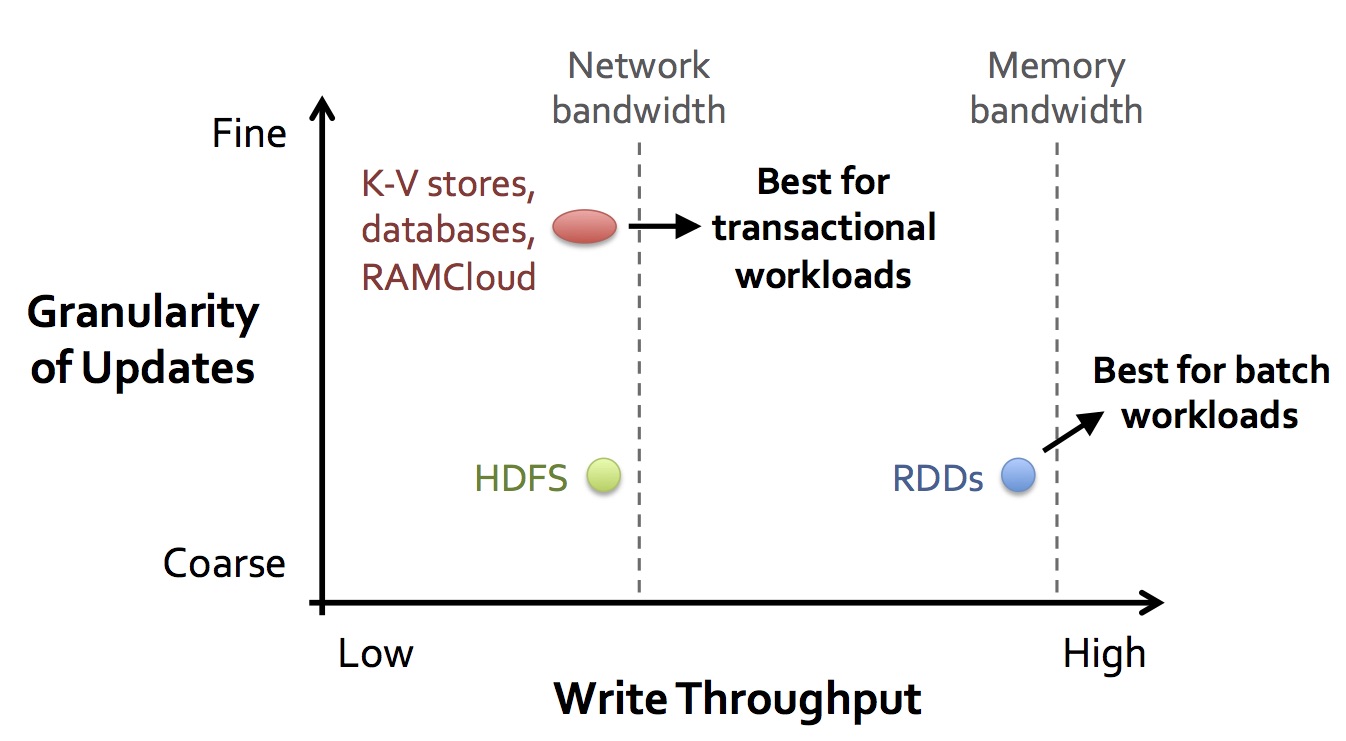 Network
bandwidth
Memory
bandwidth
Fine
K-V stores,
databases,
RAMCloud
Best for
transactional
workloads
Granularity
of Updates
Best for batch
workloads
HDFS
RDDs
Coarse
Low
High
Write Throughput